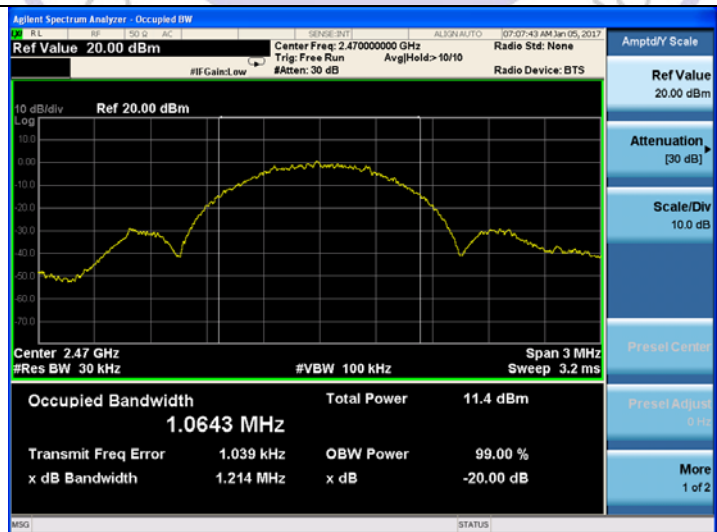 Agilent Spectrum Analyzer - Occupied BW
RL RF 50 Ω AC SENSE:INT ALIGN AUTO 07:07:43 AM Jan 05, 2017
Ref Value 20.00 dBm Center Freq: 2.470000000 GHz Radio Std: None
Trig: Free Run Avg|Hold:>10/10
#IFGain:Low #Atten: 30 dB Radio Device: BTS
10 dB/div Ref 20.00 dBm
Log
10.0
0.00
-10.0
-20.0
-30.0
-40.0
-50.0
-60.0
-70.0
Center 2.47 GHz Span 3 MHz
#Res BW 30 kHz #VBW 100 kHz Sweep 3.2 ms
Occupied Bandwidth Total Power 11.4 dBm
1.0643 MHz
Transmit Freq Error 1.039 kHz OBW Power 99.00 %
x dB Bandwidth 1.214 MHz x dB -20.00 dB
MSG STATUS
Amptd/Y Scale
Ref Value
20.00 dBm
Attenuation
[30 dB]
Scale/Div
10.0 dB
Presel Center
Presel Adjust
0 Hz
More
1 of 2